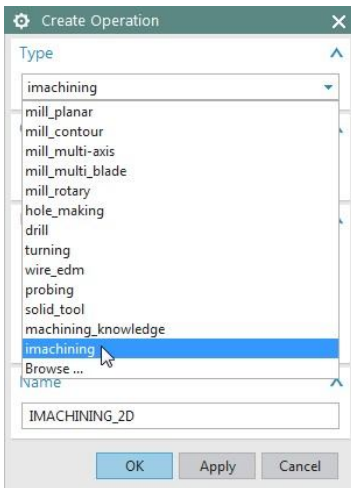 Create Operation
Type
imachining
mill_planar
mill_contour
mill_multi-axis
mill_multi_blade
mill_rotary
hole_making
drill
turning
wire_edm
probing
solid_tool
machining_knowledge
imachining
Browse ...
Name
IMACHINING_2D
OK Apply Cancel